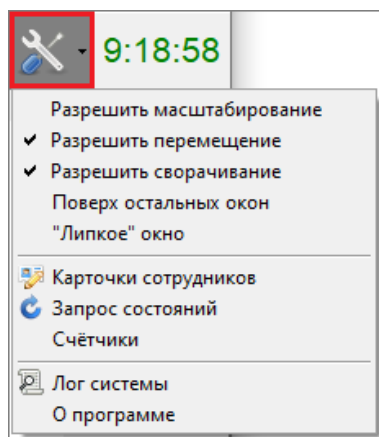 9:18:58
Разрешить масштабирование
Разрешить перемещение
Разрешить сворачивание
Поверх остальных окон
"Липкое" окно
Карточки сотрудников
Запрос состояний
Счётчики
Лог системы
О программе